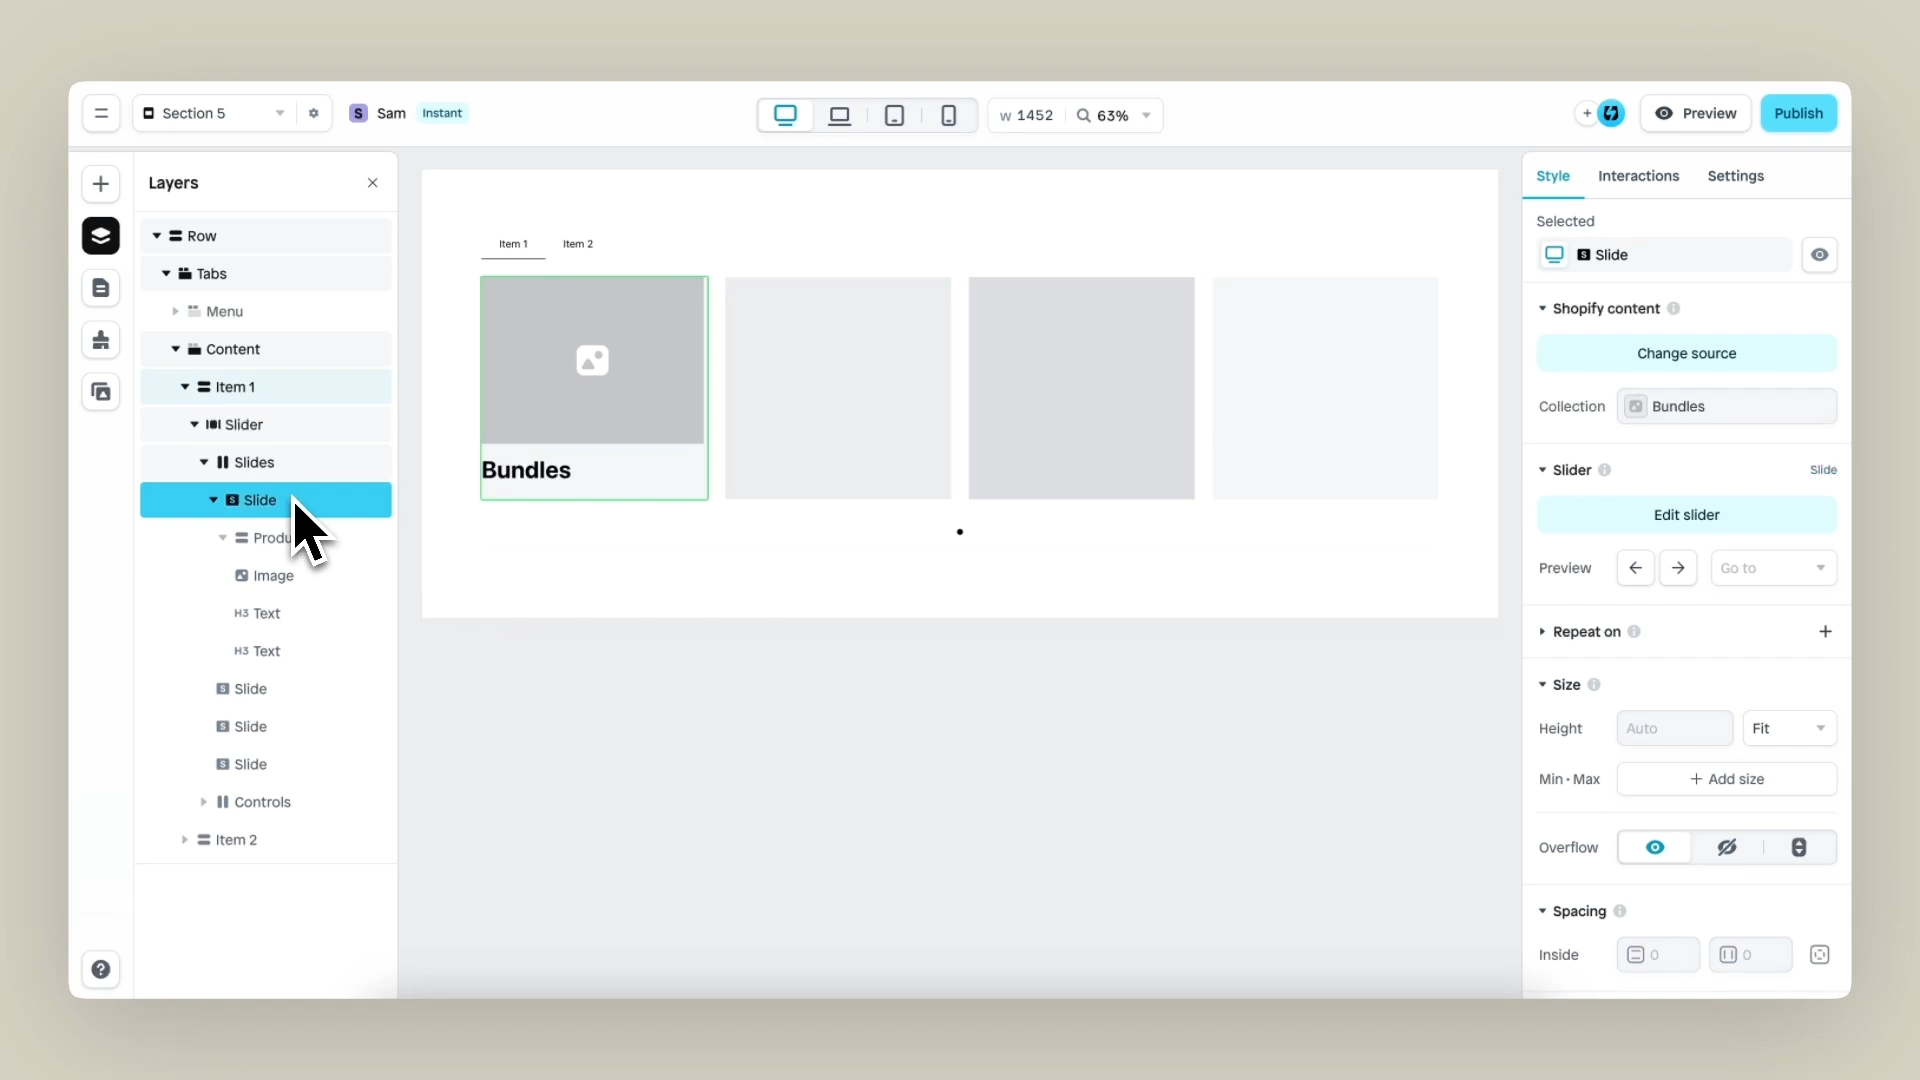 Section 5
S Sam Instant
W 1452
63%
Preview
Publish
Layers
Row
Tabs
Menu
Content
Item 1
Slider
Slides
S Slide
Produ
Image
H3 Text
H3 Text
S Slide
S Slide
S Slide
Controls
Item 2
Item 1 Item 2
Bundles
Style Interactions Settings
Selected
S Slide
Shopify content
Change source
Collection Bundles
Slider Slide
Edit slider
Preview Go to
Repeat on
Size
Height Auto Fit
Min • Max + Add size
Overflow
Spacing
Inside 0 0